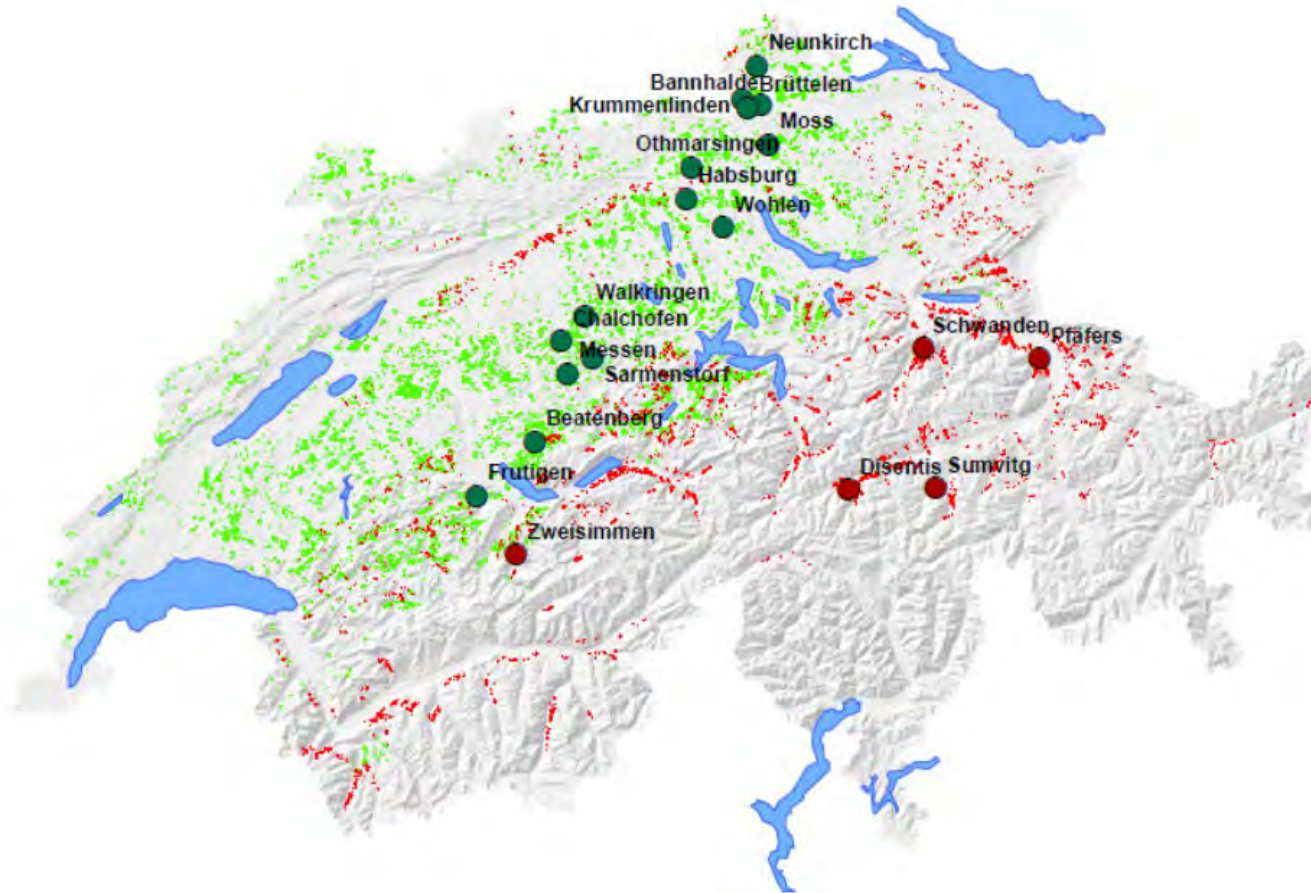 Neunkirch
Bannhalde
Brüttelen
Krummenlinden
Moss
Othmarsingen
Habsburg
Wohlen
Walkringen
Chalchofen
Messen
Sarmenstorf
Schwanden
Pfäfers
Beatenberg
Frutigen
Disentis
Sumvitg
Zweisimmen